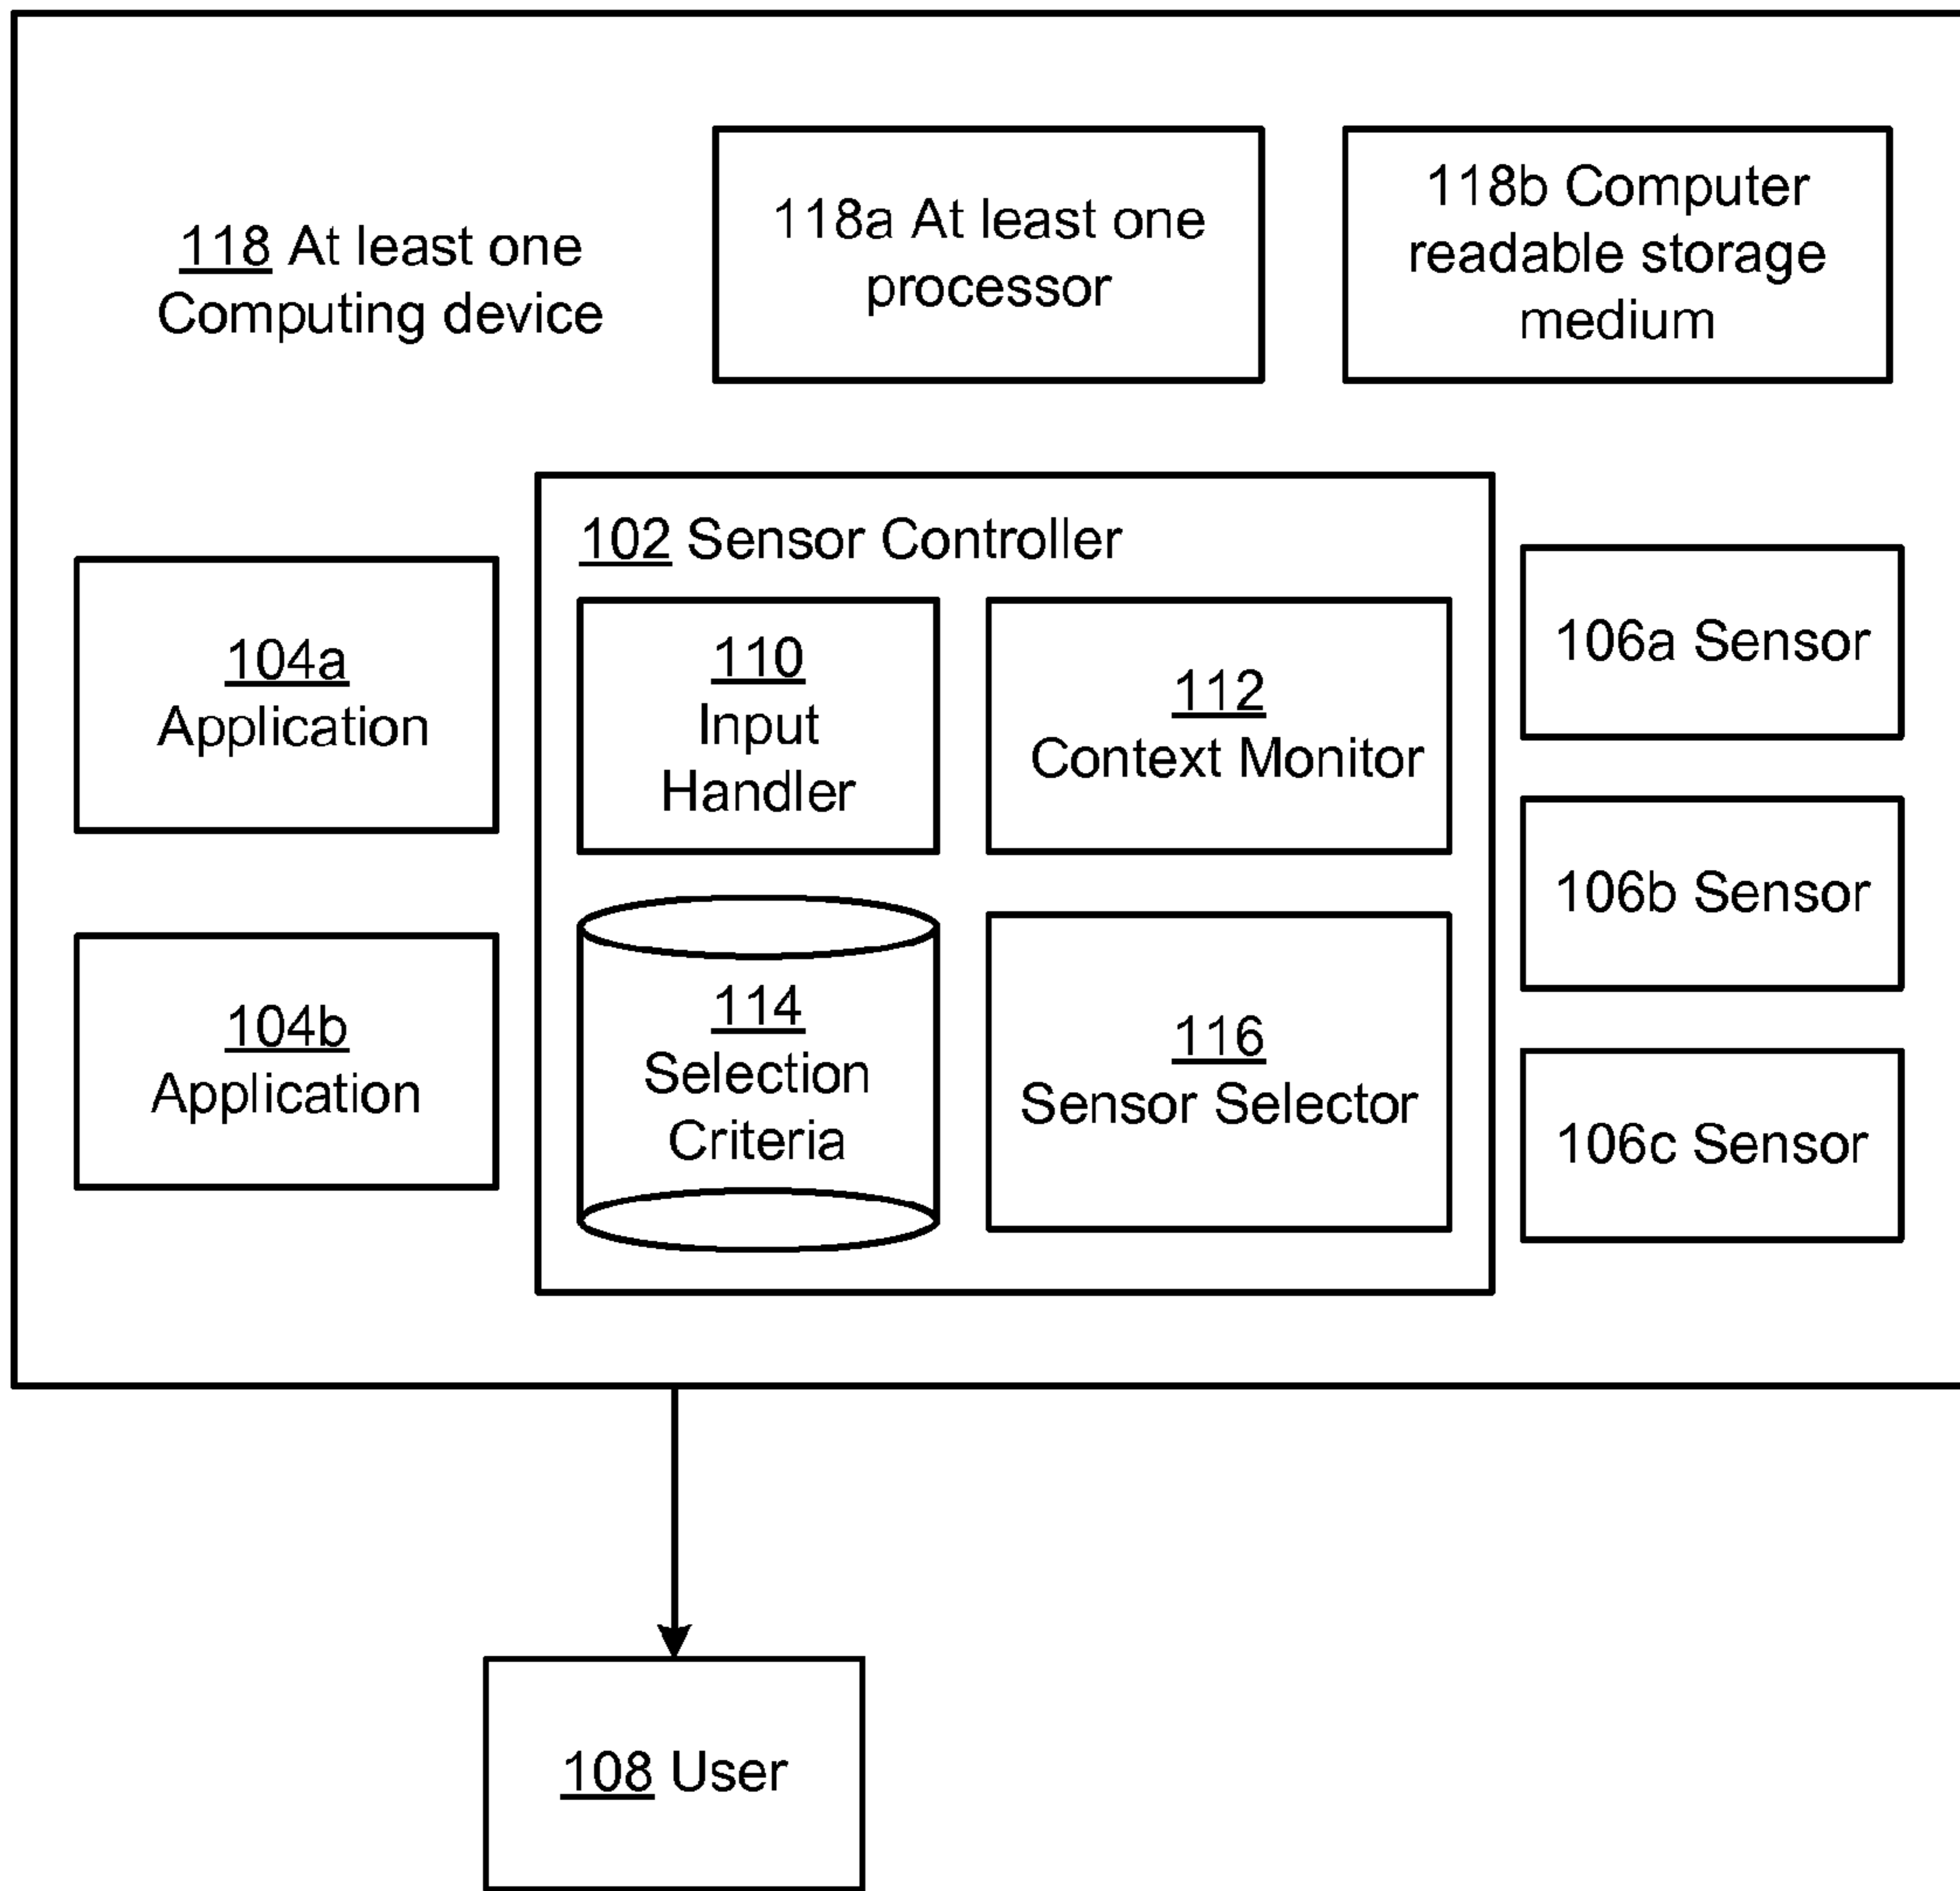 118 At least one
Computing device
118a At least one
processor
118b Computer
readable storage
medium
102 Sensor Controller
104a
Application
110
Input
Handler
112
Context Monitor
106a Sensor
106b Sensor
104b
Application
114
Selection
Criteria
116
Sensor Selector
106c Sensor
108 User